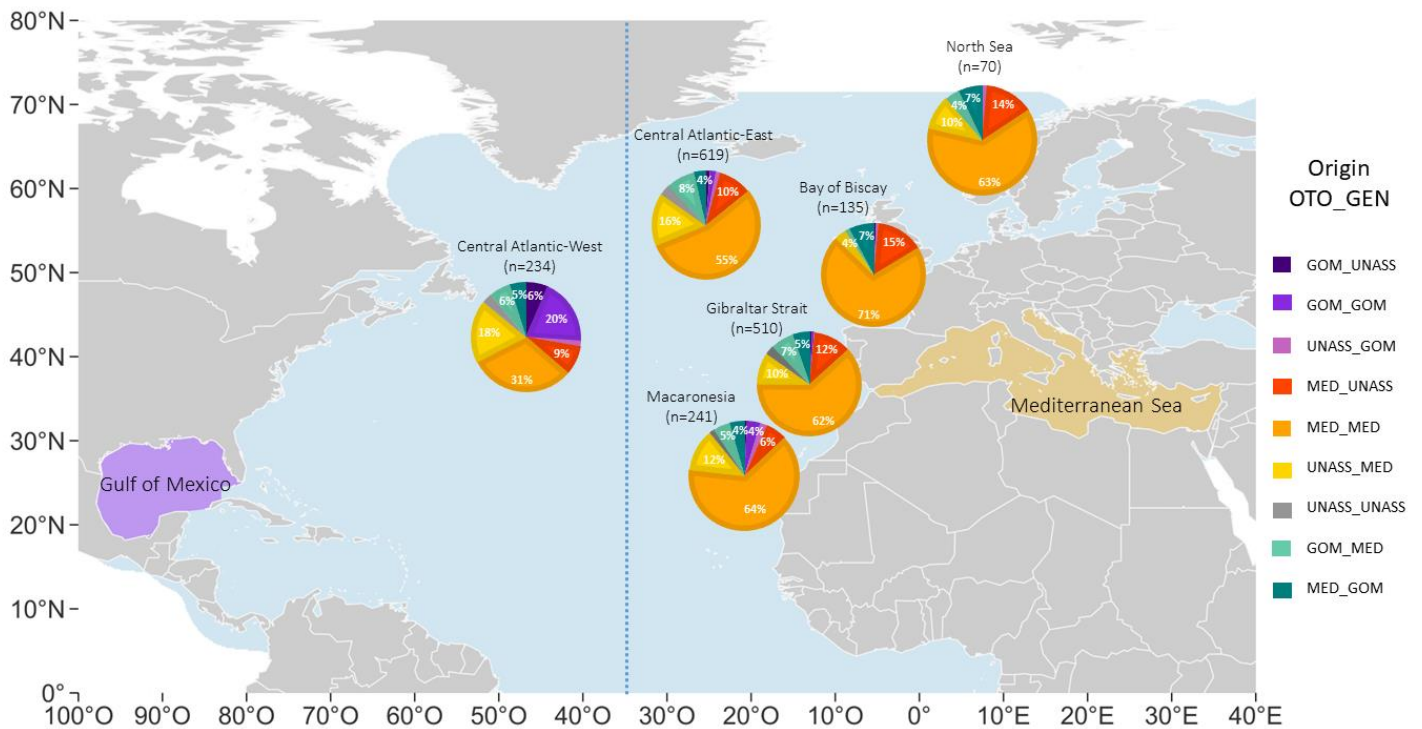 80°N
70°N
60°N
50°N
40°N
30°N
20°N
10°N
0°
100°O
90°O
80°O
70°O
60°O
50°O
40°O
30°O
20°O
10°O
0°
10°E
20°E
30°E
40°E
North Sea
(n=70)
7%
14%
4%
10%
63%
Central Atlantic-East
(n=619)
4%
10%
8%
16%
55%
Bay of Biscay
(n=135)
7%
15%
4%
71%
Central Atlantic-West
(n=234)
5%
6%
6%
20%
18%
9%
31%
Gibraltar Strait
(n=510)
5%
12%
7%
10%
62%
Macaronesia
(n=241)
4%
4%
5%
6%
12%
64%
Gulf of Mexico
Mediterranean Sea
Origin
OTO_GEN
GOM_UNASS
GOM_GOM
UNASS_GOM
MED_UNASS
MED_MED
UNASS_MED
UNASS_UNASS
GOM_MED
MED_GOM